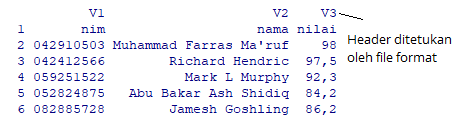 V1 V2 V3
1 nim nama nilai
2 042910503 Muhammad Farras Ma'ruf 98
3 042412566 Richard Hendric 97,5
4 059251522 Mark L Murphy 92,3
5 052824875 Abu Bakar Ash Shidiq 84,2
6 082885728 Jamesh Goshling 86,2
Header ditetukan
oleh file format